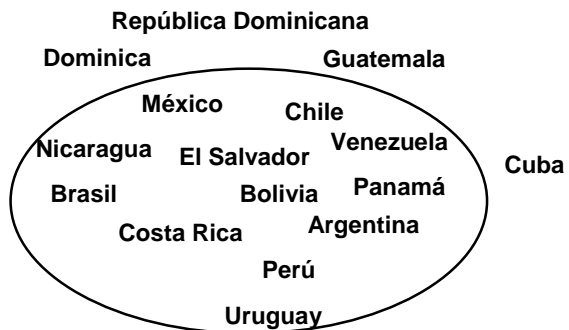 República Dominicana
Dominica
Guatemala
México
Chile
Nicaragua
El Salvador
Venezuela
Cuba
Brasil
Bolivia
Panamá
Costa Rica
Argentina
Perú
Uruguay